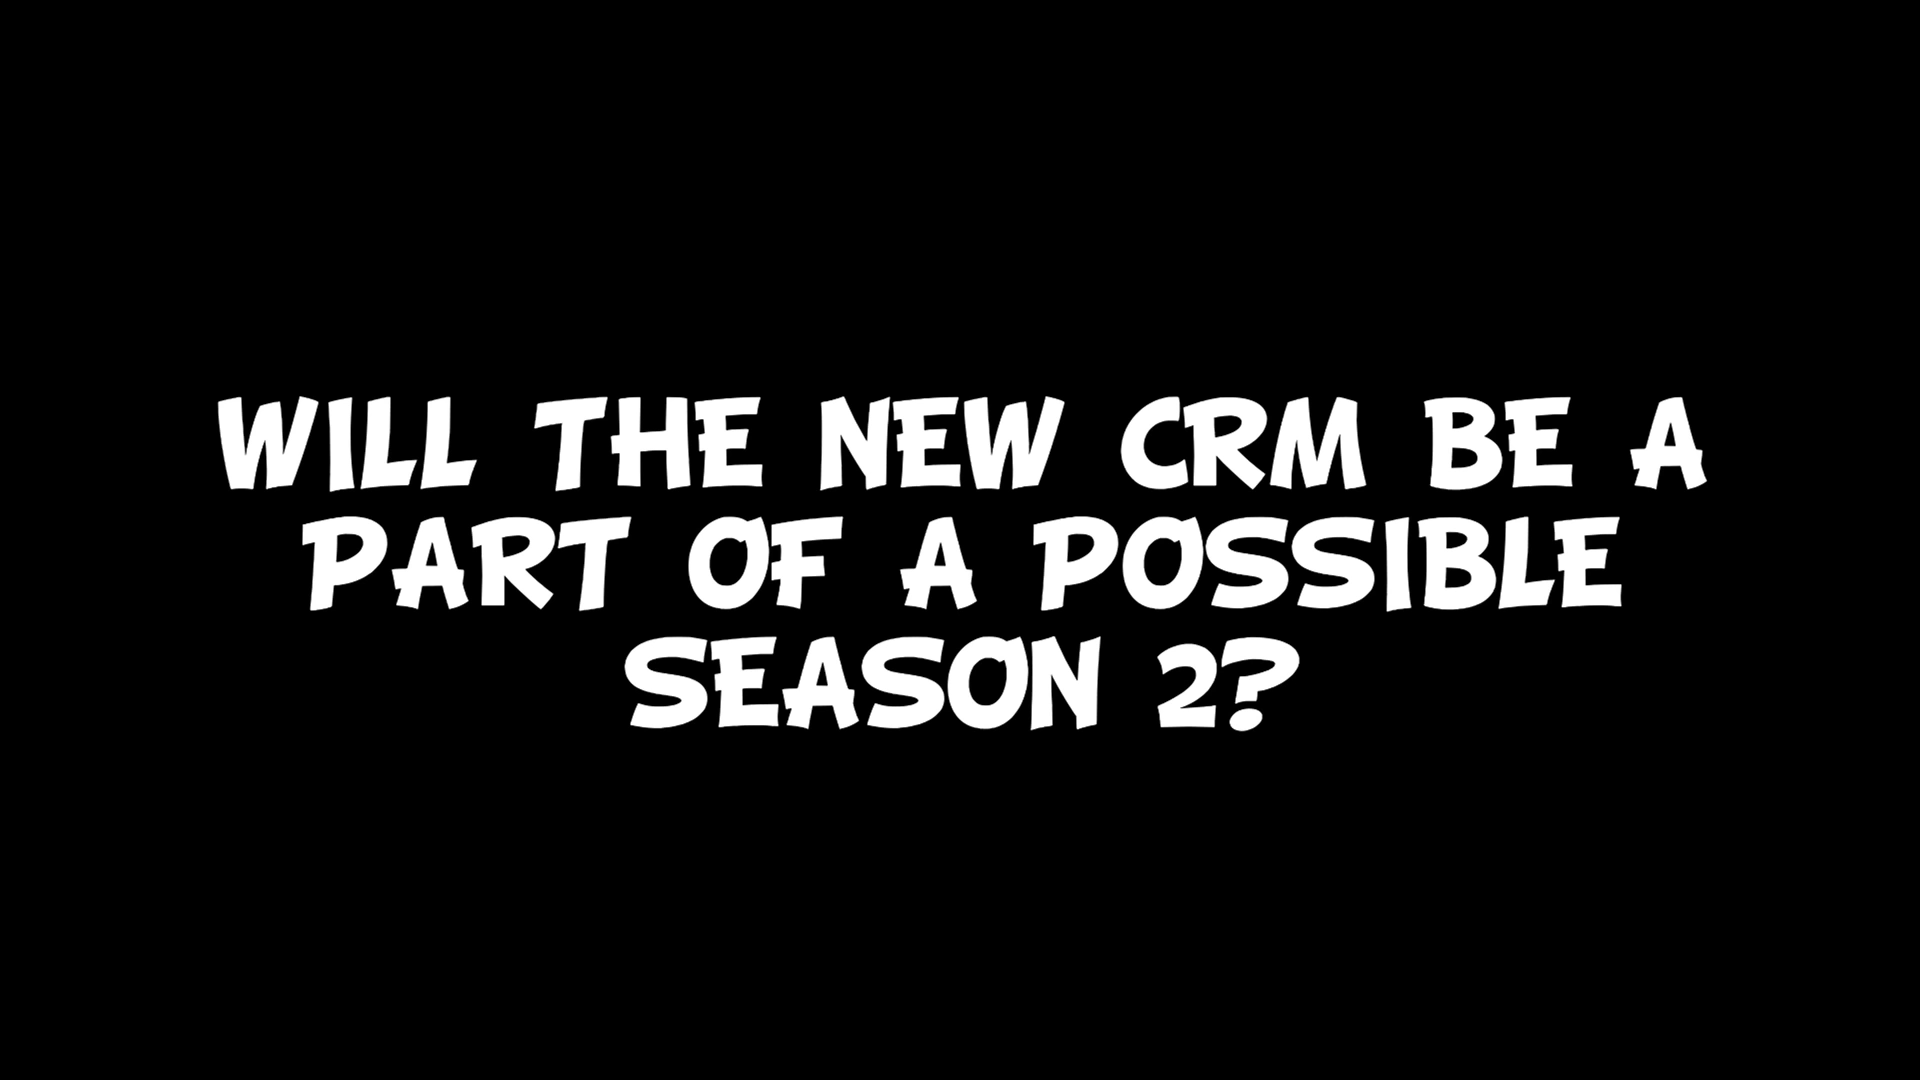 WILL THE NEW CRM BE A
PART OF A POSSIBLE
SEASON 2?